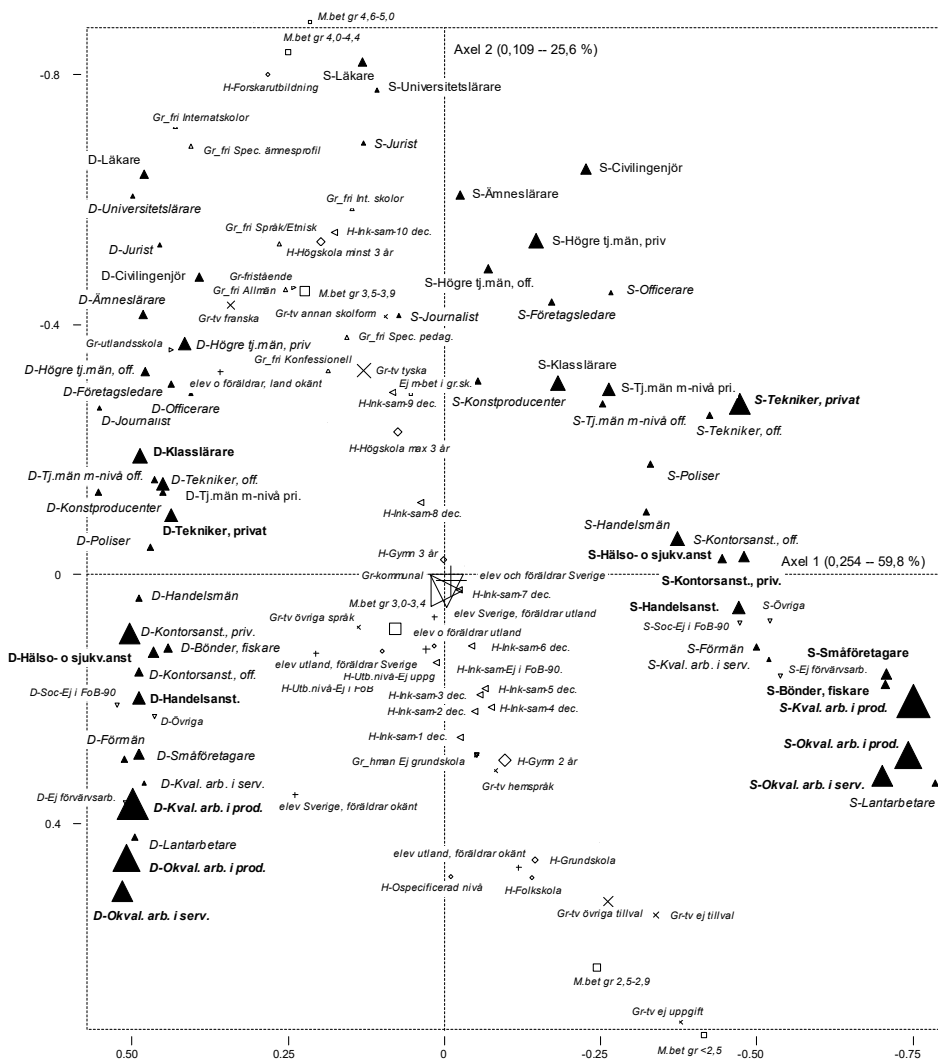 M.bet gr 4,6-5,0
M.bet gr 4,0-4,4
Axel 2 (0,109 -- 25,6 %)
-0.8
S-Läkare
H-Forskarutbildning
S-Universitetslärare
Gr_fri Internatskolor
Gr_fri Spec. ämnesprofil
S-Jurist
D-Läkare
S-Civilingenjör
D-Universitetslärare
S-Ämneslärare
Gr_fri Int. skolor
Gr_fri Språk/Etnisk
H-Ink-sam-10 dec.
D-Jurist
H-Högskola minst 3 år
S-Högre tj.män, priv
D-Civilingenjör
Gr-fristående
S-Högre tj.män, off.
Gr_fri Allmän
M.bet gr 3,5-3,9
S-Officerare
D-Ämneslärare
Gr-tv franska
Gr-tv annan skolform
S-Journalist
S-Företagsledare
-0.4
Gr-utlandsskola
D-Högre tj.män, priv
Gr_fri Spec. pedag.
Gr_fri Konfessionell
D-Högre tj.män, off.
elev o föräldrar, land okänt
Gr-tv tyska
S-Klasslärare
D-Företagsledare
Ej m-bet i gr.sk.
S-Tj.män m-nivå pri.
D-Officerare
H-Ink-sam-9 dec.
S-Konstproducenter
S-Tekniker, privat
D-Journalist
S-Tj.män m-nivå off.
S-Tekniker, off.
H-Högskola max 3 år
D-Klasslärare
D-Tj.män m-nivå off.
D-Tekniker, off.
S-Poliser
D-Tj.män m-nivå pri.
D-Konstproducenter
H-Ink-sam-8 dec.
D-Tekniker, privat
S-Handelsmän
D-Poliser
S-Kontorsanst., off.
H-Gymn 3 år
S-Hälso- o sjukv.anst
Axel 1 (0,254 -- 59,8 %)
0
Gr-kommunal
elev och föräldrar Sverige
S-Kontorsanst., priv.
D-Handelsmän
H-Ink-sam-7 dec.
M.bet gr 3,0-3,4
S-Handelsanst.
S-Övriga
Gr-tv övriga språk
elev Sverige, föräldrar utland
S-Soc-Ej i FoB-90
D-Kontorsanst., priv.
elev o föräldrar utland
D-Bönder, fiskare
H-Ink-sam-6 dec.
S-Förmän
S-Småföretagare
D-Hälso- o sjukv.anst
elev utland, föräldrar Sverige
S-Kval. arb. i serv.
S-Ej förvärvsarb.
D-Kontorsanst., off
H-Utb.nivå-Ej uppg
H-Ink-sam-Ej i FoB-90.
H-Utb.nivå-Ej i FoB
S-Bönder, fiskare
D-Soc-Ej i FoB-90
D-Handelsanst.
H-Ink-sam-3 dec.
H-Ink-sam-5 dec.
S-Kval. arb. i prod.
H-Ink-sam-2 dec.
H-Ink-sam-4 dec.
D-Övriga
D-Förmän
H-Ink-sam-1 dec.
S-Okval. arb. i prod.
D-Småföretagare
Gr_hman Ej grundskola
H-Gymn 2 år
D-Kval. arb. i serv.
Gr-tv hemspråk
S-Okval. arb. i serv.
D-Ej förvärvsarb.
D-Kval. arb. i prod.
elev Sverige, föräldrar okänt
S-Lantarbetare
0.4
D-Lantarbetare
elev utland, föräldrar okänt
H-Grundskola
D-Okval. arb. i prod.
H-Ospecificerad nivå
H-Folkskola
D-Okval. arb. i serv.
Gr-tv övriga tillval
Gr-tv ej tillval
M.bet gr 2,5-2,9
Gr-tv ej uppgift
M.bet gr <2,5
0.50
0.25
0
-0.25
-0.50
-0.75